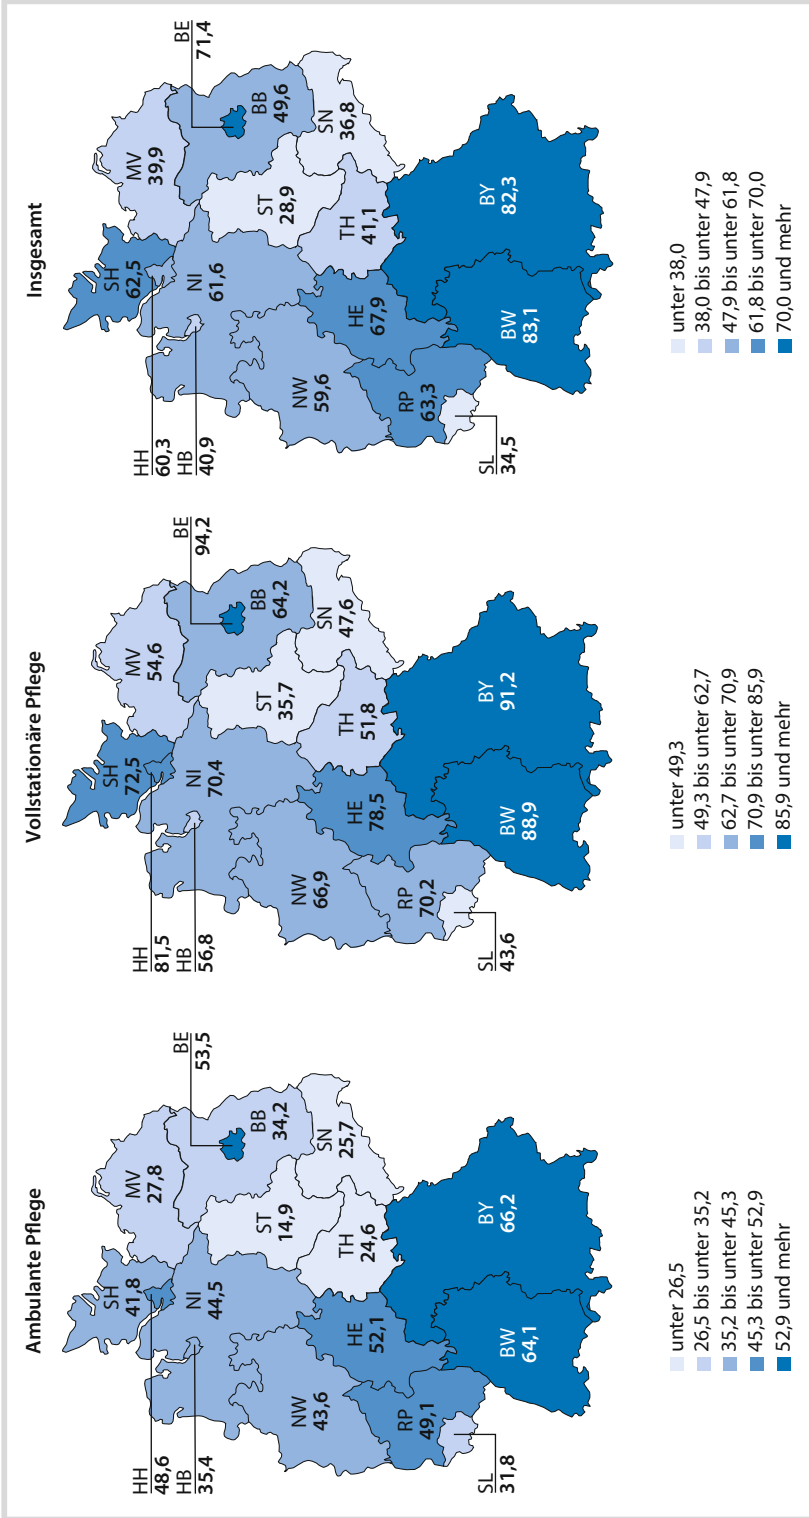 Ambulante Pflege
SH
41,8
MV
27,8
HH
48,6
HB
35,4
NI
44,5
BE
53,5
BB
34,2
ST
14,9
NW
43,6
HE
52,1
TH
24,6
SN
25,7
RP
49,1
SL
31,8
BW
64,1
BY
66,2
unter 26,5
26,5 bis unter 35,2
35,2 bis unter 45,3
45,3 bis unter 52,9
52,9 und mehr
Vollstationäre Pflege
SH
72,5
MV
54,6
HH
81,5
HB
56,8
NI
70,4
BE
94,2
BB
64,2
ST
35,7
NW
66,9
HE
78,5
TH
51,8
SN
47,6
RP
70,2
SL
43,6
BW
88,9
BY
91,2
unter 49,3
49,3 bis unter 62,7
62,7 bis unter 70,9
70,9 bis unter 85,9
85,9 und mehr
Insgesamt
SH
62,5
MV
39,9
HH
60,3
HB
40,9
NI
61,6
BE
71,4
BB
49,6
ST
28,9
NW
59,6
HE
67,9
TH
41,1
SN
36,8
RP
63,3
SL
34,5
BW
83,1
BY
82,3
unter 38,0
38,0 bis unter 47,9
47,9 bis unter 61,8
61,8 bis unter 70,0
70,0 und mehr